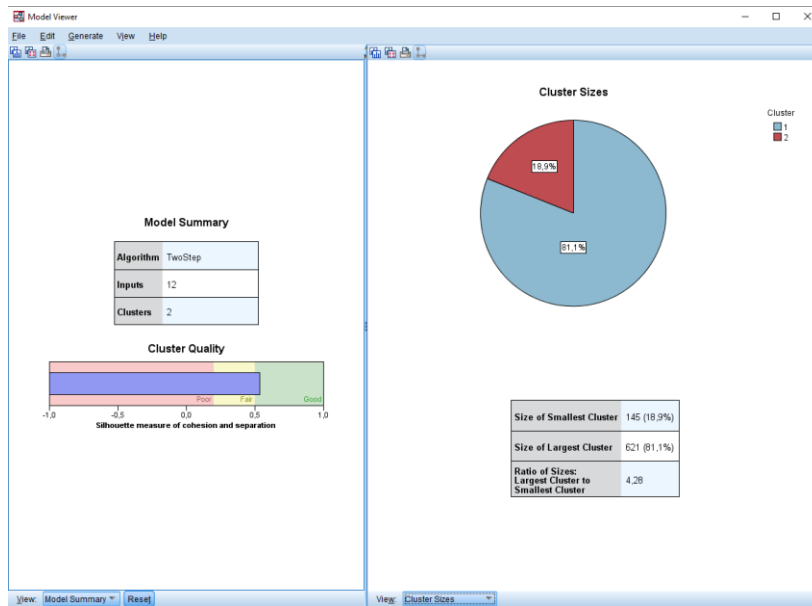 Model Viewer
File Edit Generate View Help
Model Summary
Algorithm TwoStep
Inputs 12
Clusters 2
Cluster Quality
Poor Fair Good
-1,0 -0,5 0,0 0,5 1,0
Silhouette measure of cohesion and separation
View: Model Summary Reset
Cluster Sizes
Cluster
1
2
18,9%
81,1%
Size of Smallest Cluster 145 (18,9%)
Size of Largest Cluster 621 (81,1%)
Ratio of Sizes:
Largest Cluster to
Smallest Cluster 4,28
View: Cluster Sizes